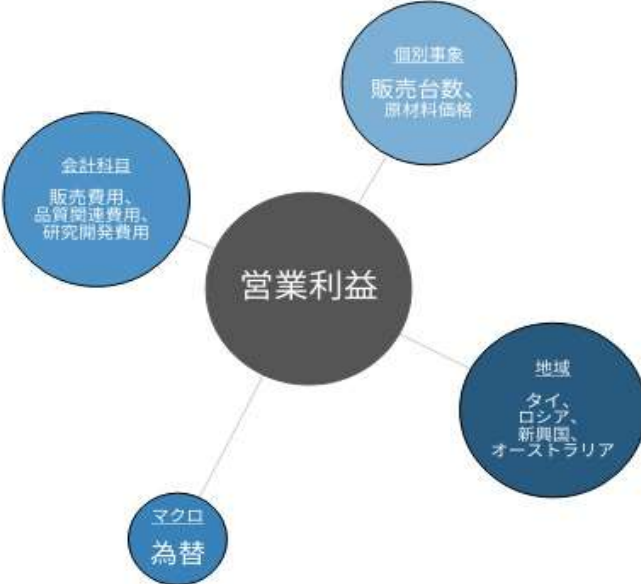 個別事象
販売台数、
原材料価格
会計科目
販売費用、
品質関連費用、
研究開発費用
営業利益
地域
タイ、
ロシア、
新興国、
オーストラリア
マクロ
為替